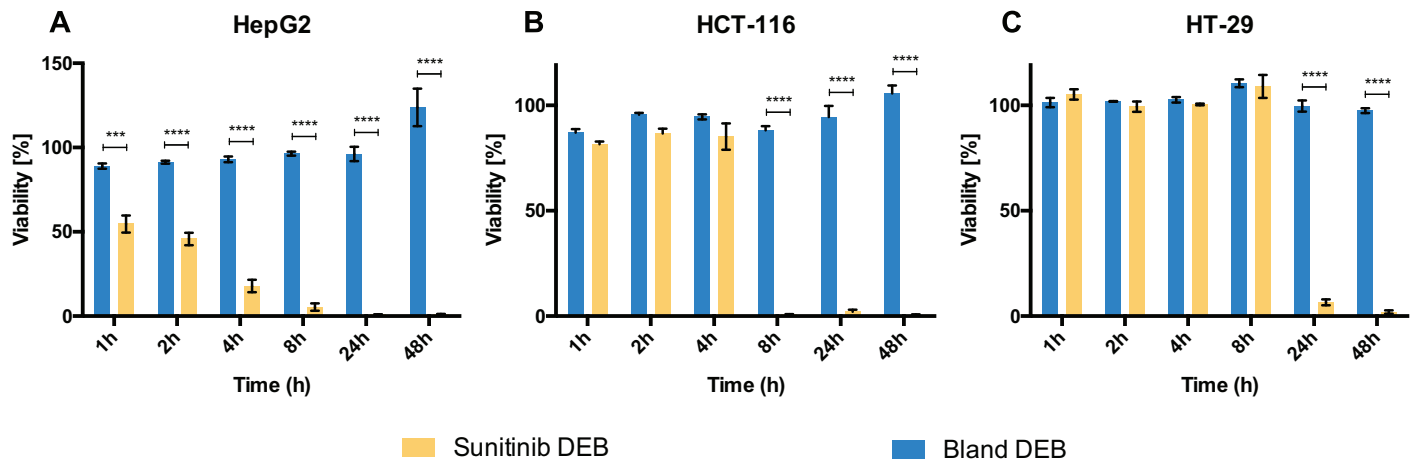 A
HepG2
Viability [%]
150
100
50
0
***
****
****
****
****
****
1h
2h
4h
8h
24h
48h
Time (h)
B
HCT-116
Viability [%]
100
50
0
****
****
****
1h
2h
4h
8h
24h
48h
Time (h)
C
HT-29
Viability [%]
100
50
0
****
****
1h
2h
4h
8h
24h
48h
Time (h)
Sunitinib DEB
Bland DEB